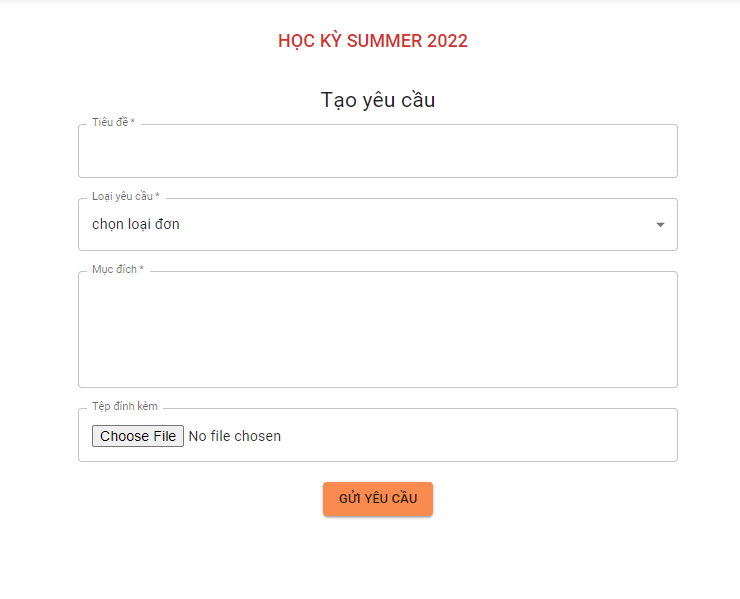 HỌC KỲ SUMMER 2022
Tạo yêu cầu
Tiêu đề *
Loại yêu cầu *
chọn loại đơn
Mục đích *
Tệp đính kèm
Choose File No file chosen
GỬI YÊU CẦU